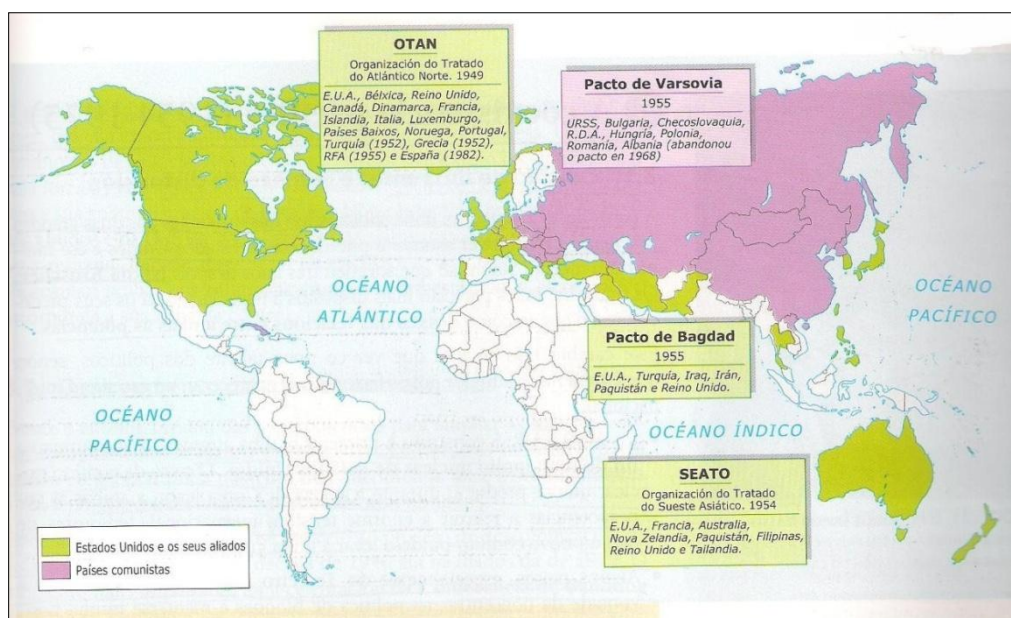 OTAN
Organización do Tratado
do Atlántico Norte. 1949
E.U.A., Bélxica, Reino Unido,
Canadá, Dinamarca, Francia,
Islandia, Italia, Luxemburgo,
Países Baixos, Noruega, Portugal,
Turquía (1952), Grecia (1952),
RFA (1955) e España (1982).
Pacto de Varsovia
1955
URSS, Bulgaria, Checoslovaquia,
R.D.A., Hungría, Polonia,
Romanía, Albania (abandonou
o pacto en 1968)
OCÉANO
ATLÁNTICO
OCÉANO
PACÍFICO
Pacto de Bagdad
1955
E.U.A., Turquía, Iraq, Irán,
Paquistán e Reino Unido.
OCÉANO
PACÍFICO
OCÉANO ÍNDICO
SEATO
Organización do Tratado
do Sueste Asiático. 1954
E.U.A., Francia, Australia,
Nova Zelandia, Paquistán, Filipinas,
Reino Unido e Tailandia.
Estados Unidos e os seus aliados
Países comunistas